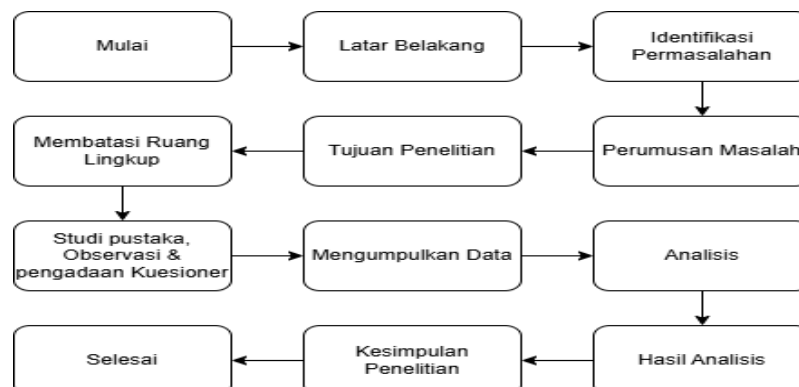 Mulai
Latar Belakang
Identifikasi
Permasalahan
Membatasi Ruang
Lingkup
Tujuan Penelitian
Perumusan Masalah
Studi pustaka,
Observasi &
pengadaan Kuesioner
Mengumpulkan Data
Analisis
Selesai
Kesimpulan
Penelitian
Hasil Analisis